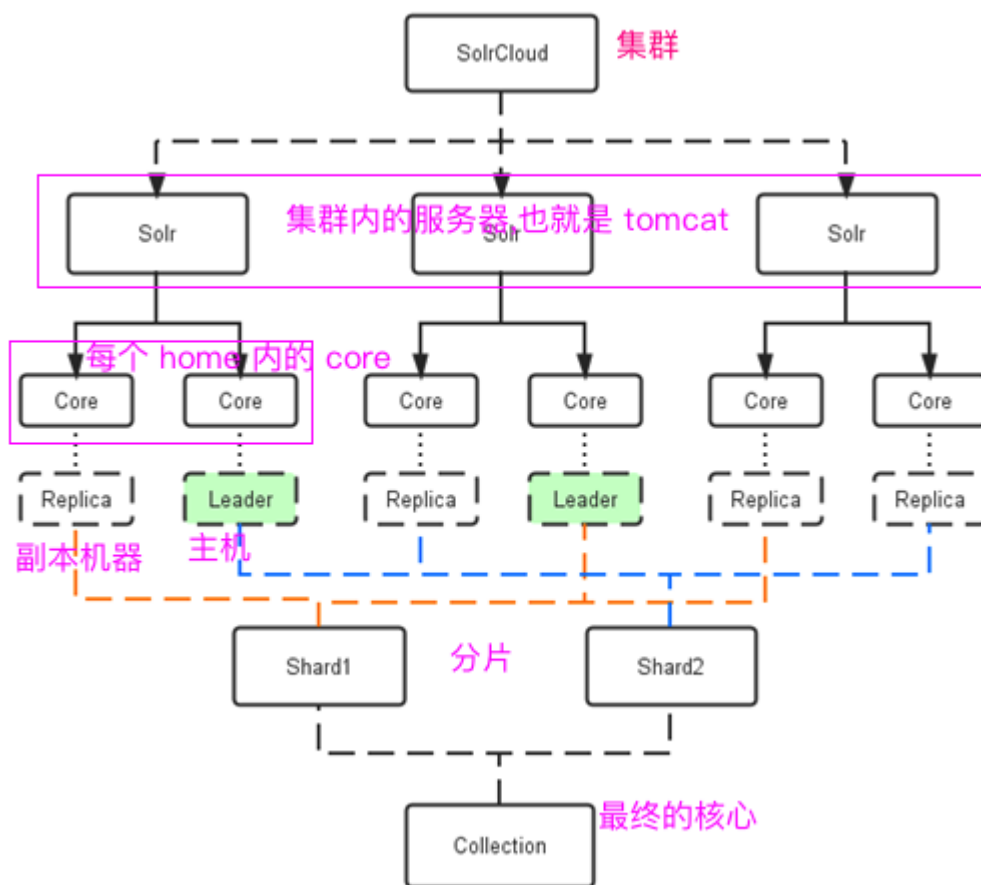 SolrCloud
集群
Solr
集群内的服务器,也就是 tomcat
Solr
Solr
每个 home 内的 core
Core
Core
Core
Core
Core
Core
Replica
Leader
Replica
Leader
Replica
Replica
副本机器
主机
Shard1
分片
Shard2
最终的核心
Collection